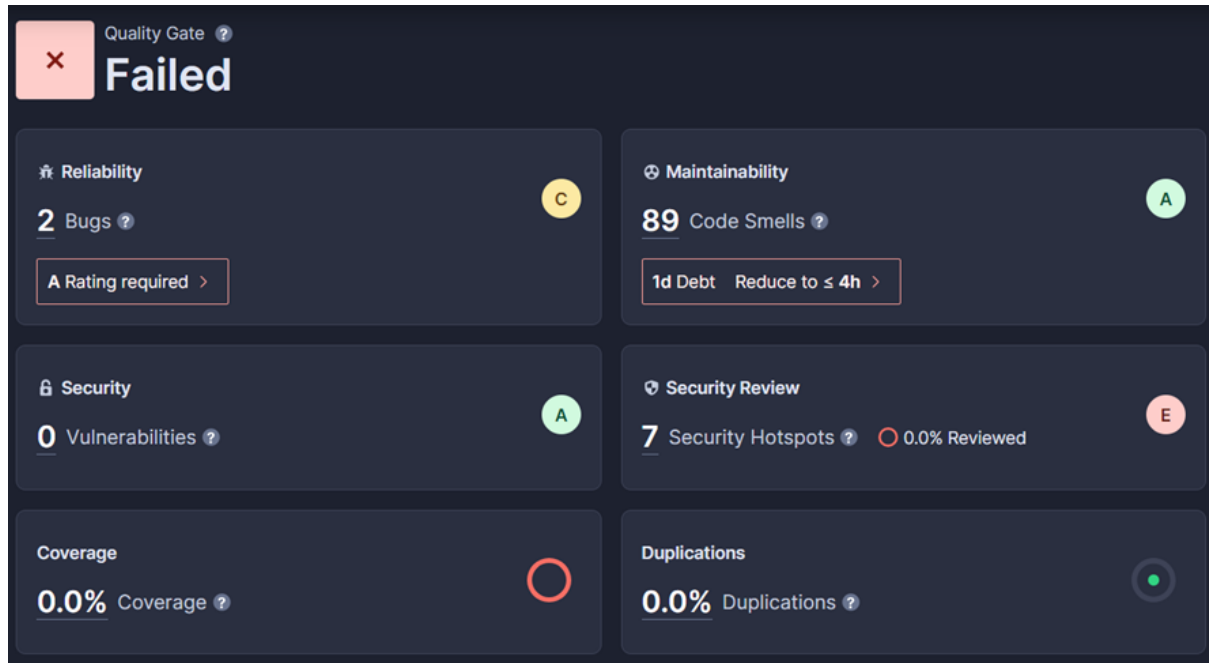 Quality Gate ?
Failed
Reliability
2 Bugs ?
C
A Rating required >
Maintainability
89 Code Smells ?
A
1d Debt Reduce to ≤ 4h >
Security
0 Vulnerabilities ?
A
Security Review
7 Security Hotspots ? 0.0% Reviewed
E
Coverage
0.0% Coverage ?
Duplications
0.0% Duplications ?